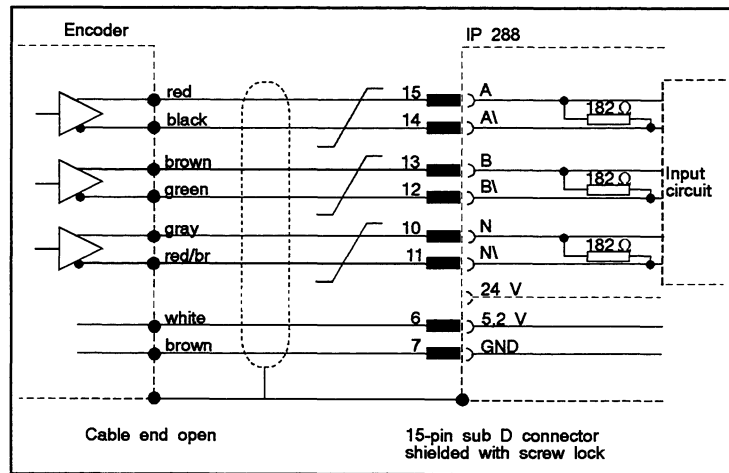 Encoder
IP 288
red 15 A
182 Ω
black 14 A\
brown 13 B
182 Ω
green 12 B\
Input
circuit
gray 10 N
182 Ω
red/br 11 N\
24 V
white 6 5,2 V
brown 7 GND
Cable end open
15-pin sub D connector
shielded with screw lock